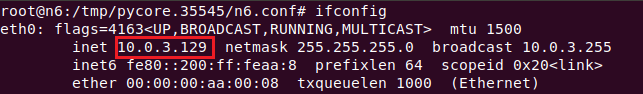 root@n6:/tmp/pycore.35545/n6.conf# ifconfig
eth0: flags=4163<UP,BROADCAST,RUNNING,MULTICAST>  mtu 1500
        inet 10.0.3.129  netmask 255.255.255.0  broadcast 10.0.3.255
        inet6 fe80::200:ff:feaa:8  prefixlen 64  scopeid 0x20<link>
        ether 00:00:00:aa:00:08  txqueuelen 1000  (Ethernet)